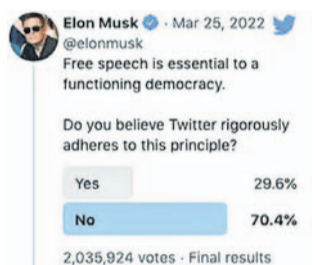 Elon Musk · Mar 25, 2022
@elonmusk
Free speech is essential to a
functioning democracy.
Do you believe Twitter rigorously
adheres to this principle?
Yes 29.6%
No 70.4%
2,035,924 votes · Final results